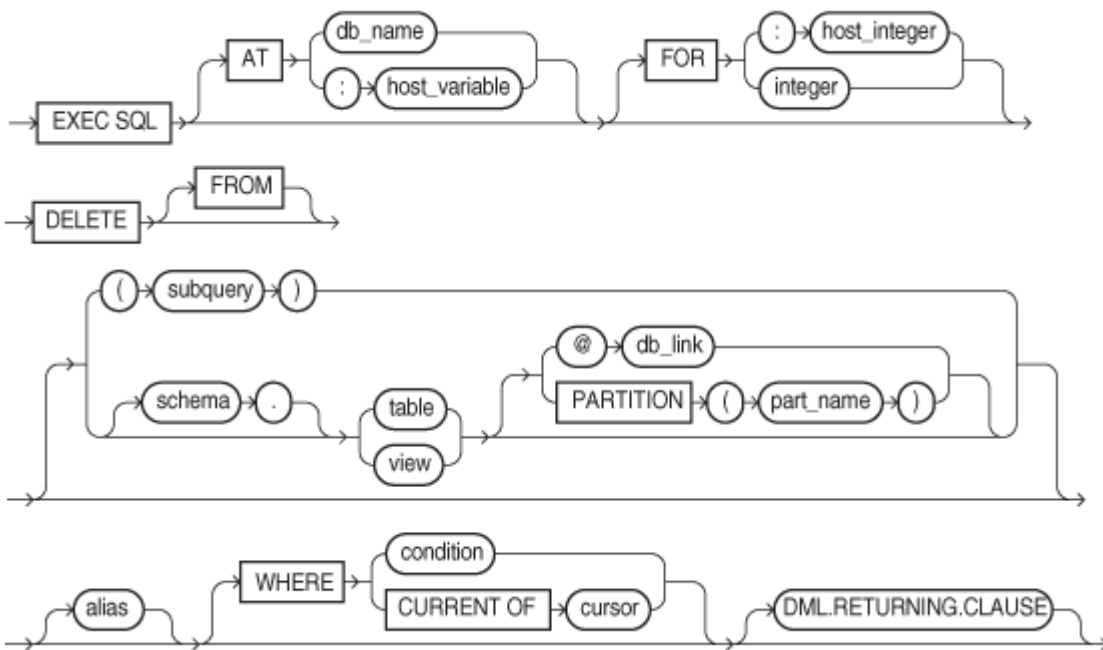 db_name
AT
: host_variable
: host_integer
FOR
integer
EXEC SQL
FROM
DELETE
( subquery )
@ db_link
PARTITION ( part_name )
schema .
table
view
condition
WHERE
CURRENT OF cursor
alias
DML.RETURNING.CLAUSE